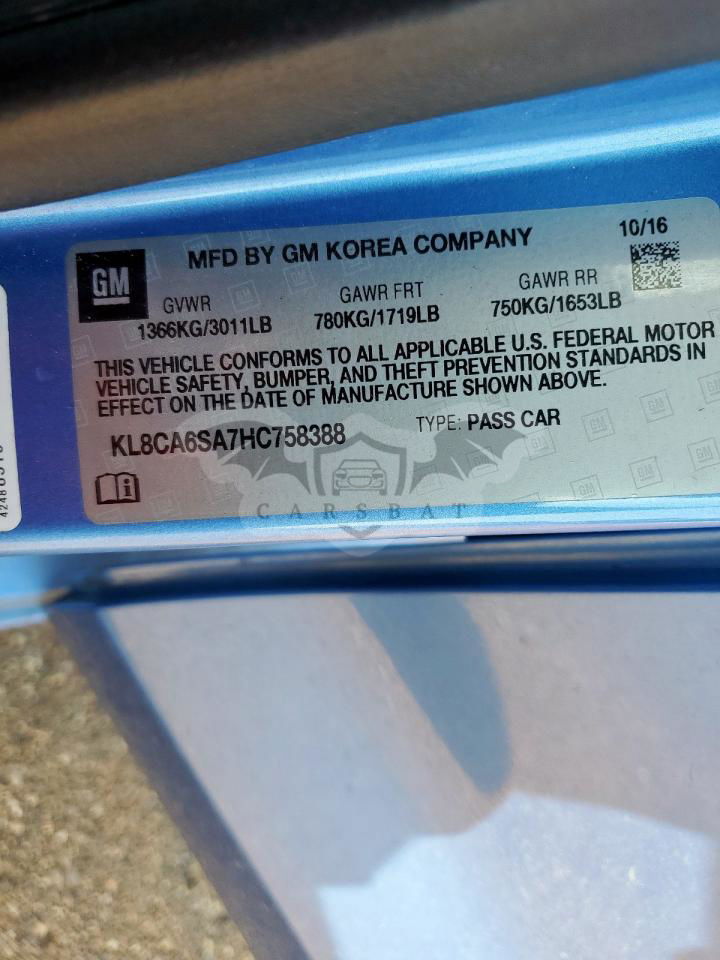 MFD BY GM KOREA COMPANY
10/16
GM
GVWR
GAWR FRT
GAWR RR
1366KG/3011LB
780KG/1719LB
750KG/1653LB
THIS VEHICLE CONFORMS TO ALL APPLICABLE U.S. FEDERAL MOTOR
VEHICLE SAFETY, BUMPER, AND THEFT PREVENTION STANDARDS IN
EFFECT ON THE DATE OF MANUFACTURE SHOWN ABOVE.
KL8CA6SA7HC758388
TYPE: PASS CAR
CARSBAT